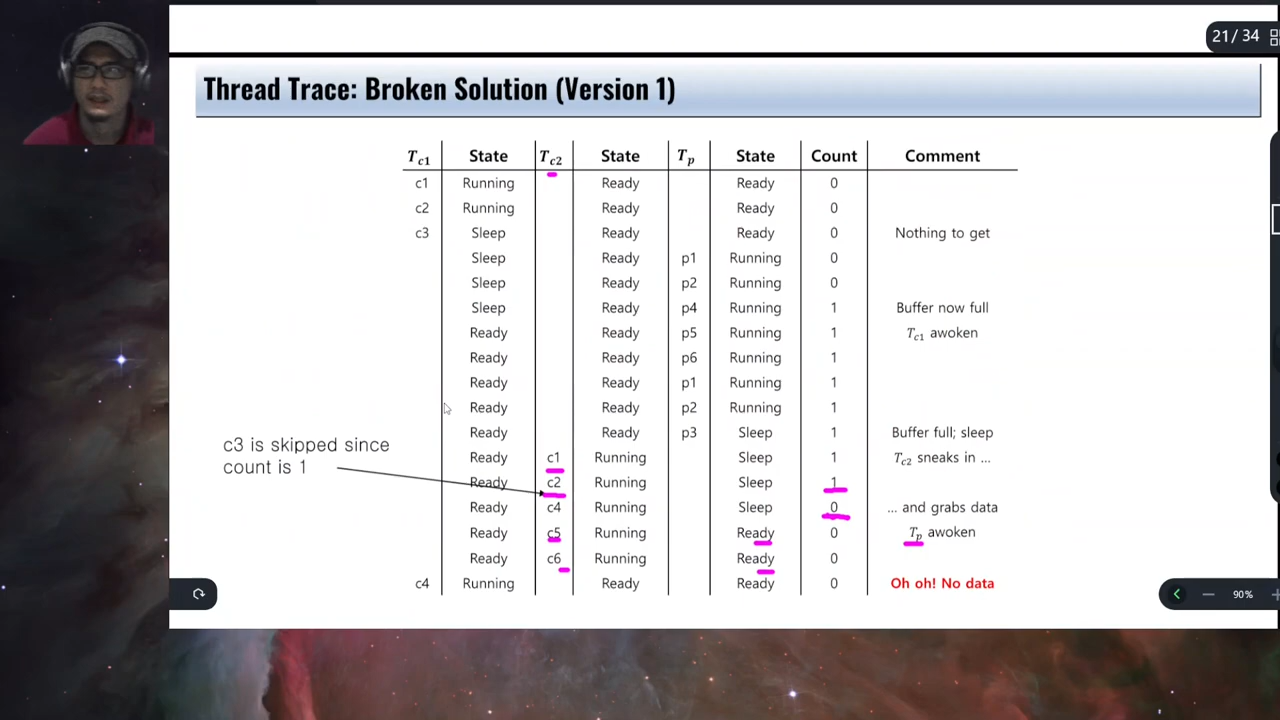 21 / 34
Thread Trace: Broken Solution (Version 1)
T_c1 State T_c2 State T_p State Count Comment
c1 Running Ready Ready 0
c2 Running Ready Ready 0
c3 Sleep Ready Ready 0 Nothing to get
Sleep Ready p1 Running 0
Sleep Ready p2 Running 0
Sleep Ready p4 Running 1 Buffer now full
Ready Ready p5 Running 1 T_c1 awoken
Ready Ready p6 Running 1
Ready Ready p1 Running 1
Ready Ready p2 Running 1
Ready Ready p3 Sleep 1 Buffer full; sleep
Ready c1 Running Sleep 1 T_c2 sneaks in ...
Ready c2 Running Sleep 1
Ready c4 Running Sleep 0 ... and grabs data
Ready c5 Running Ready 0 T_p awoken
Ready c6 Running Ready 0
c4 Running Ready Ready 0 Oh oh! No data
c3 is skipped since
count is 1
90%